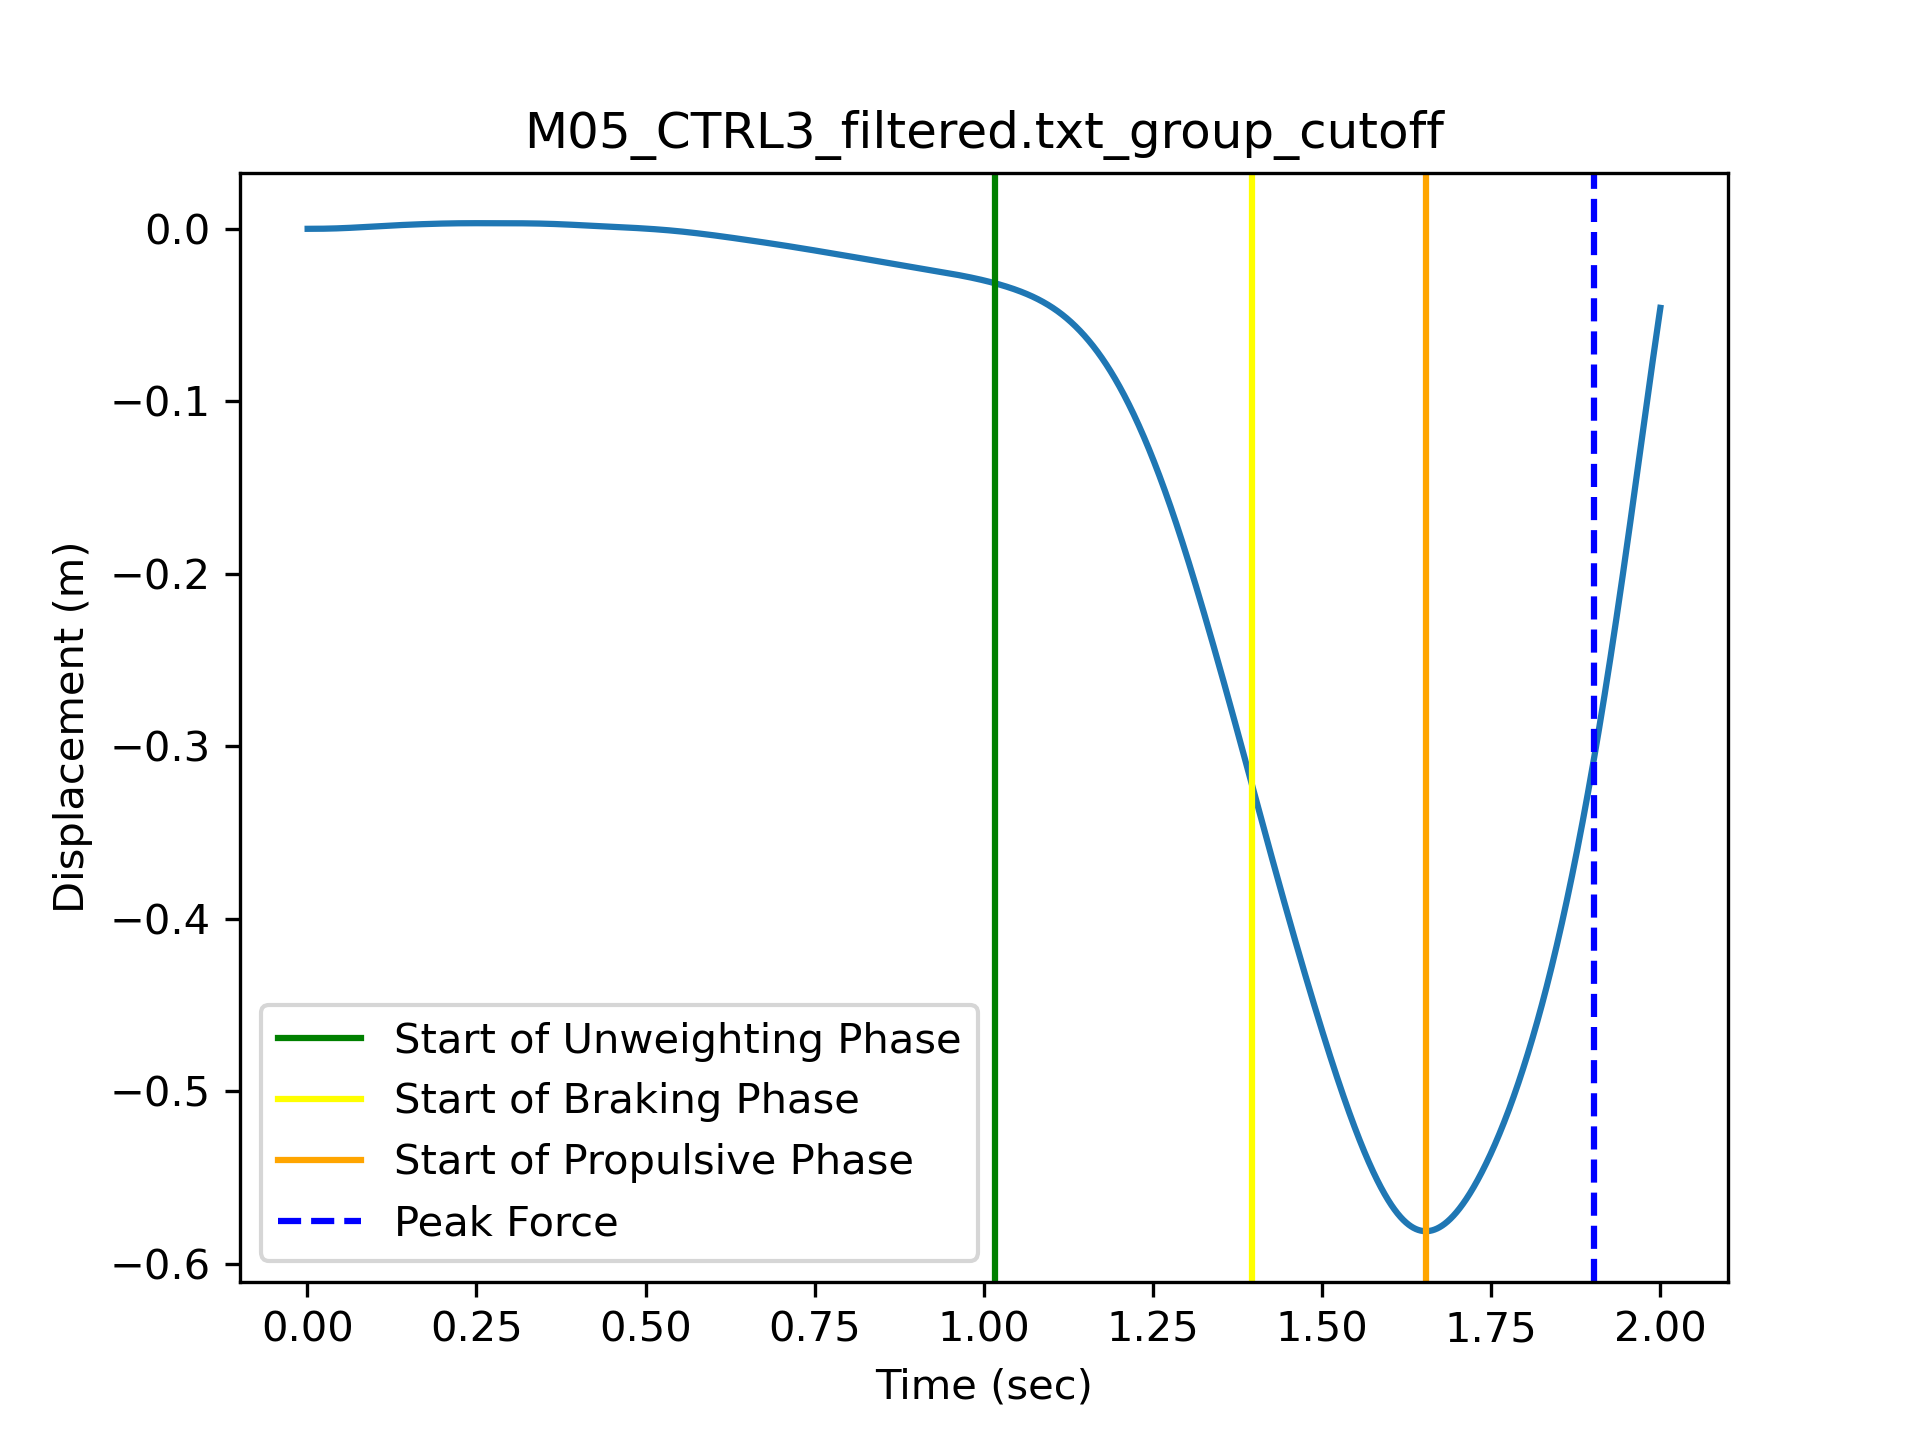 M05_CTRL3_filtered.txt_group_cutoff
Displacement (m)
0.0
−0.1
−0.2
−0.3
−0.4
−0.5
−0.6
Start of Unweighting Phase
Start of Braking Phase
Start of Propulsive Phase
Peak Force
0.00 0.25 0.50 0.75 1.00 1.25 1.50 1.75 2.00
Time (sec)